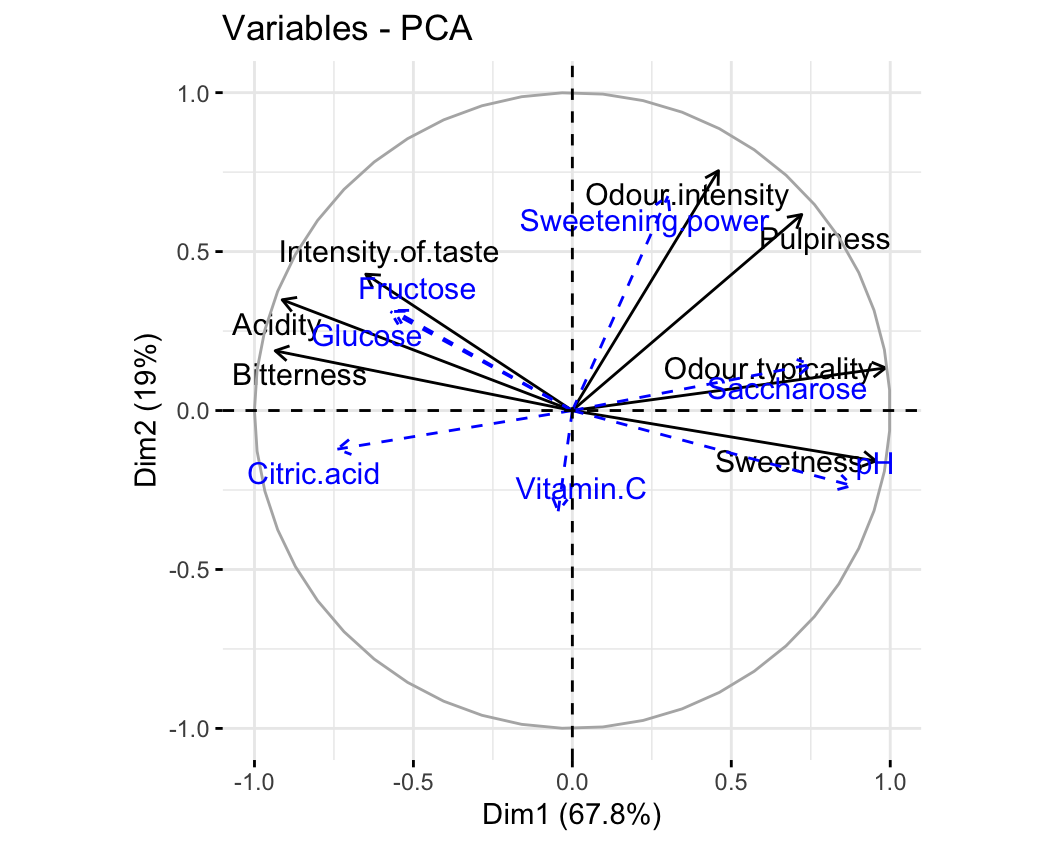 Variables - PCA
1.0
0.5
0.0
-0.5
-1.0
Dim2 (19%)
Odour.intensity
Sweetening.power
Pulpiness
Intensity.of.taste
Fructose
Acidity
Glucose
Bitterness
Odour.typicality
Saccharose
Sweetness
pH
Citric.acid
Vitamin.C
-1.0
-0.5
0.0
0.5
1.0
Dim1 (67.8%)